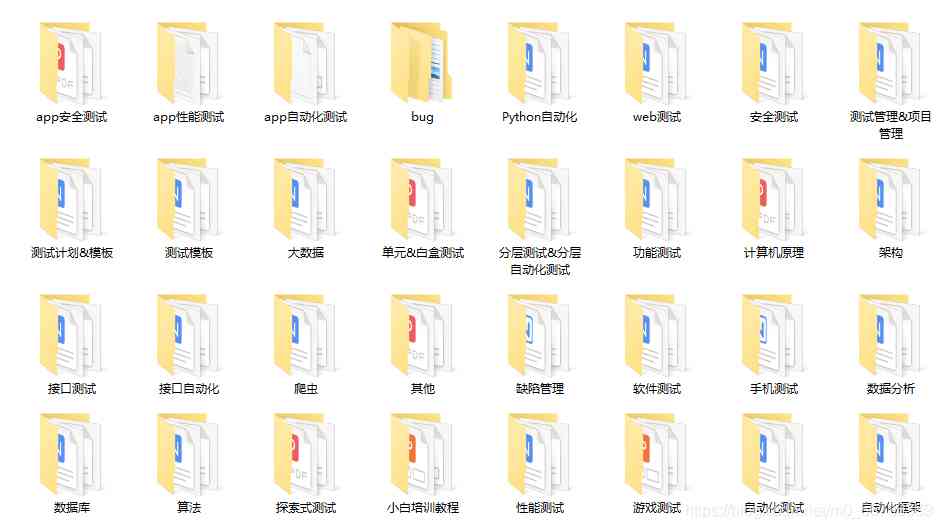 app安全测试
app性能测试
app自动化测试
bug
Python自动化
web测试
安全测试
测试管理&项目
管理
测试计划&模板
测试模板
大数据
单元&白盒测试
分层测试&分层
自动化测试
功能测试
计算机原理
架构
接口测试
接口自动化
爬虫
其他
缺陷管理
软件测试
手机测试
数据分析
数据库
算法
探索式测试
小白培训教程
性能测试
游戏测试
自动化测试
自动化框架